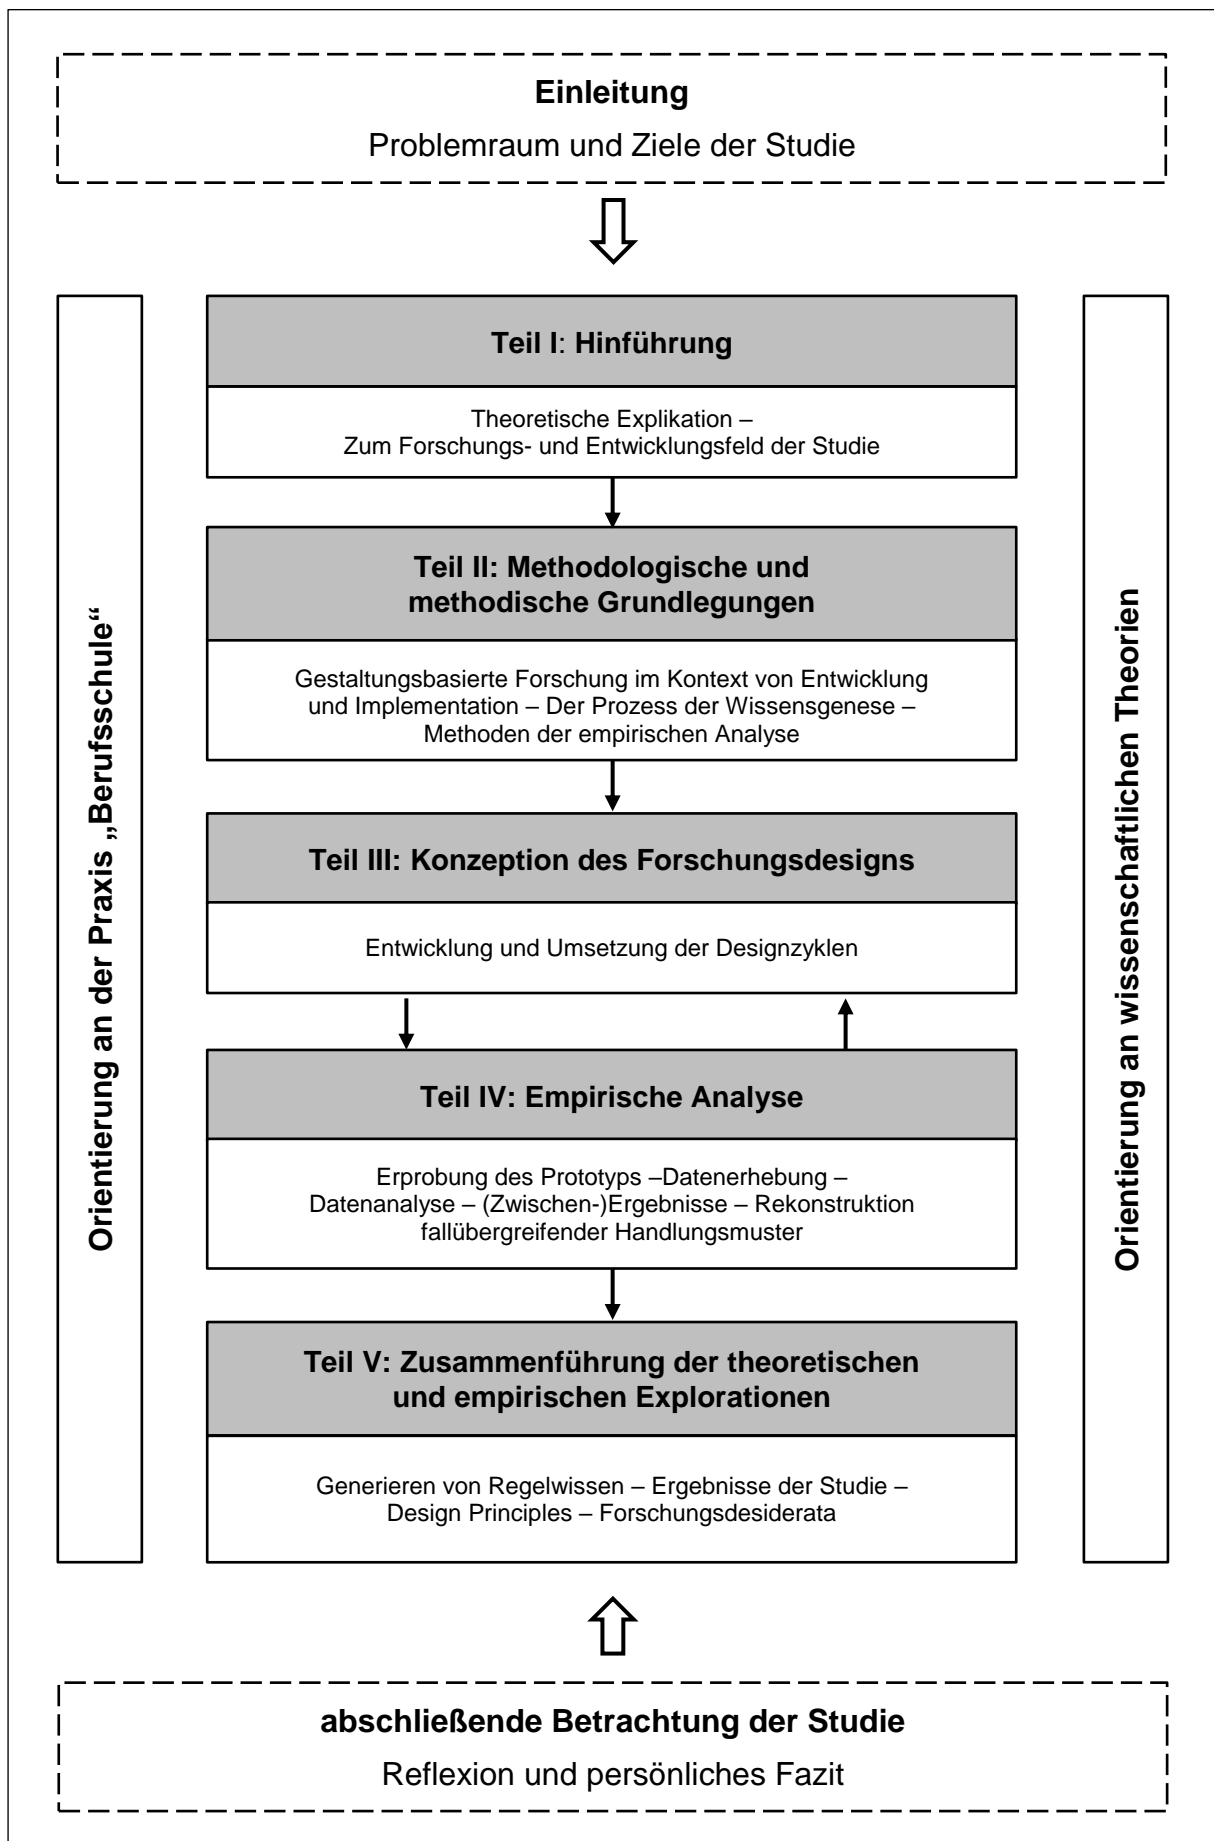 Einleitung
Problemraum und Ziele der Studie
Orientierung an der Praxis „Berufsschule“
Teil I: Hinführung
Theoretische Explikation –
Zum Forschungs- und Entwicklungsfeld der Studie
Teil II: Methodologische und
methodische Grundlegungen
Gestaltungsbasierte Forschung im Kontext von Entwicklung
und Implementation – Der Prozess der Wissensgenese –
Methoden der empirischen Analyse
Teil III: Konzeption des Forschungsdesigns
Entwicklung und Umsetzung der Designzyklen
Teil IV: Empirische Analyse
Erprobung des Prototyps –Datenerhebung –
Datenanalyse – (Zwischen-)Ergebnisse – Rekonstruktion
fallübergreifender Handlungsmuster
Teil V: Zusammenführung der theoretischen
und empirischen Explorationen
Generieren von Regelwissen – Ergebnisse der Studie –
Design Principles – Forschungsdesiderata
Orientierung an wissenschaftlichen Theorien
abschließende Betrachtung der Studie
Reflexion und persönliches Fazit